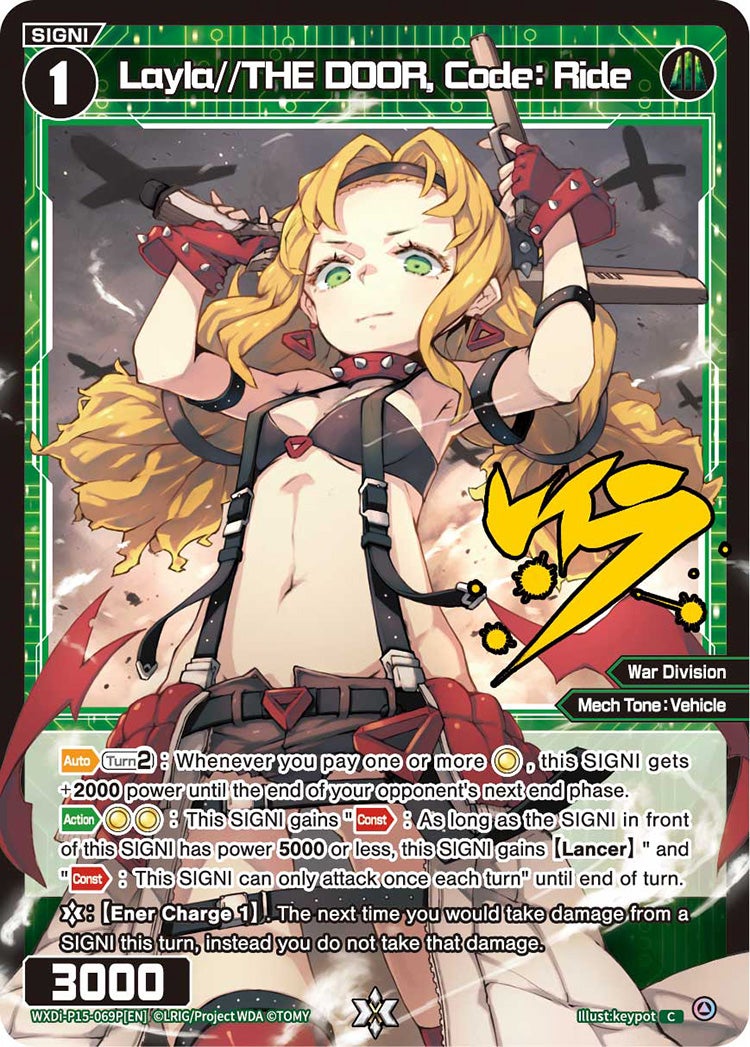 SIGNI
1
Layla//THE DOOR, Code: Ride
War Division
Mech Tone:Vehicle
Auto Turn2 : Whenever you pay one or more , this SIGNI gets
+2000 power until the end of your opponent's next end phase.
Action : This SIGNI gains " Const : As long as the SIGNI in front
of this SIGNI has power 5000 or less, this SIGNI gains【Lancer】" and
" Const : This SIGNI can only attack once each turn" until end of turn.
:【Ener Charge 1】. The next time you would take damage from a
SIGNI this turn, instead you do not take that damage.
3000
WXDi-P15-069P[EN] ©LRIG/Project WDA ©TOMY
Illust:keypot C